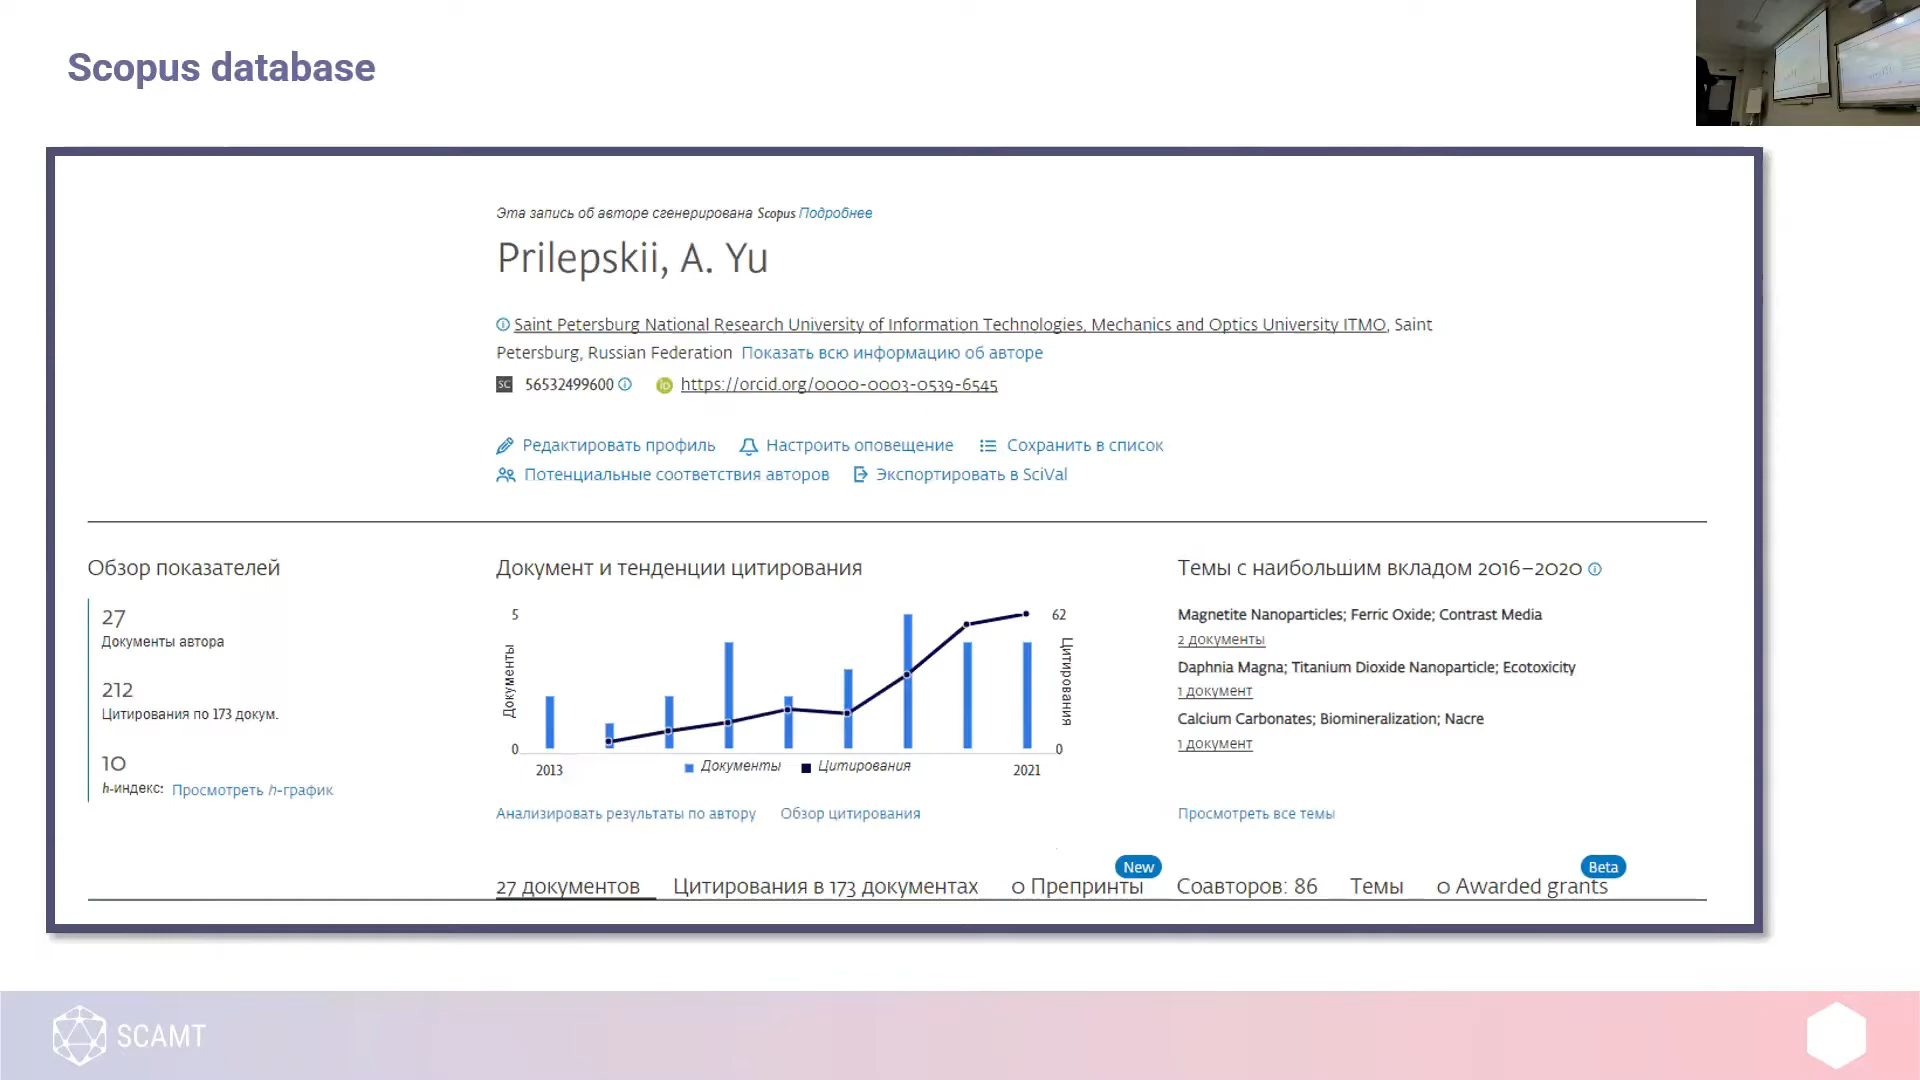 Scopus database
Эта запись об авторе сгенерирована Scopus Подробнее
Prilepskii, A. Yu
Saint Petersburg National Research University of Information Technologies, Mechanics and Optics University ITMO, Saint
Petersburg, Russian Federation Показать всю информацию об авторе
SC 56532499600 iD https://orcid.org/0000-0003-0539-6545
Редактировать профиль Настроить оповещение Сохранить в список
Потенциальные соответствия авторов Экспортировать в SciVal
Обзор показателей
27
Документы автора
212
Цитирования по 173 докум.
10
h-индекс: Просмотреть h-график
Документ и тенденции цитирования
5
62
Документы
Цитирования
0
0
2013
Документы Цитирования
2021
Анализировать результаты по автору Обзор цитирования
Темы с наибольшим вкладом 2016–2020
Magnetite Nanoparticles; Ferric Oxide; Contrast Media
2 документы
Daphnia Magna; Titanium Dioxide Nanoparticle; Ecotoxicity
1 документ
Calcium Carbonates; Biomineralization; Nacre
1 документ
Просмотреть все темы
New
Beta
27 документов Цитирования в 173 документах 0 Препринты Соавторов: 86 Темы 0 Awarded grants
SCAMT